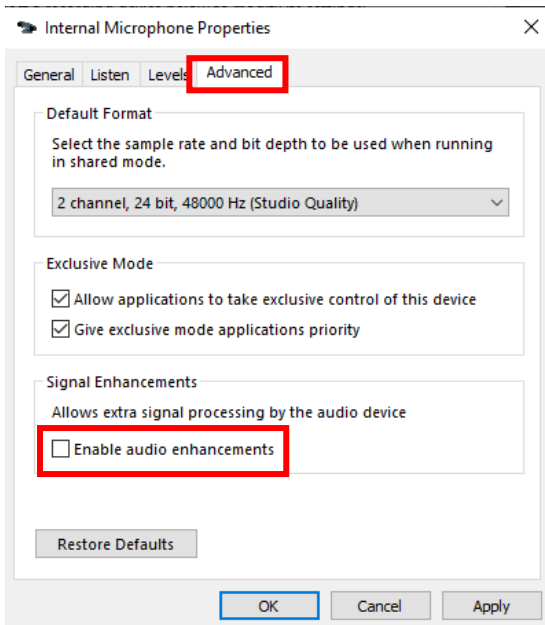 Internal Microphone Properties
General Listen Levels Advanced
Default Format
Select the sample rate and bit depth to be used when running
in shared mode.
2 channel, 24 bit, 48000 Hz (Studio Quality)
Exclusive Mode
Allow applications to take exclusive control of this device
Give exclusive mode applications priority
Signal Enhancements
Allows extra signal processing by the audio device
Enable audio enhancements
Restore Defaults
OK Cancel Apply